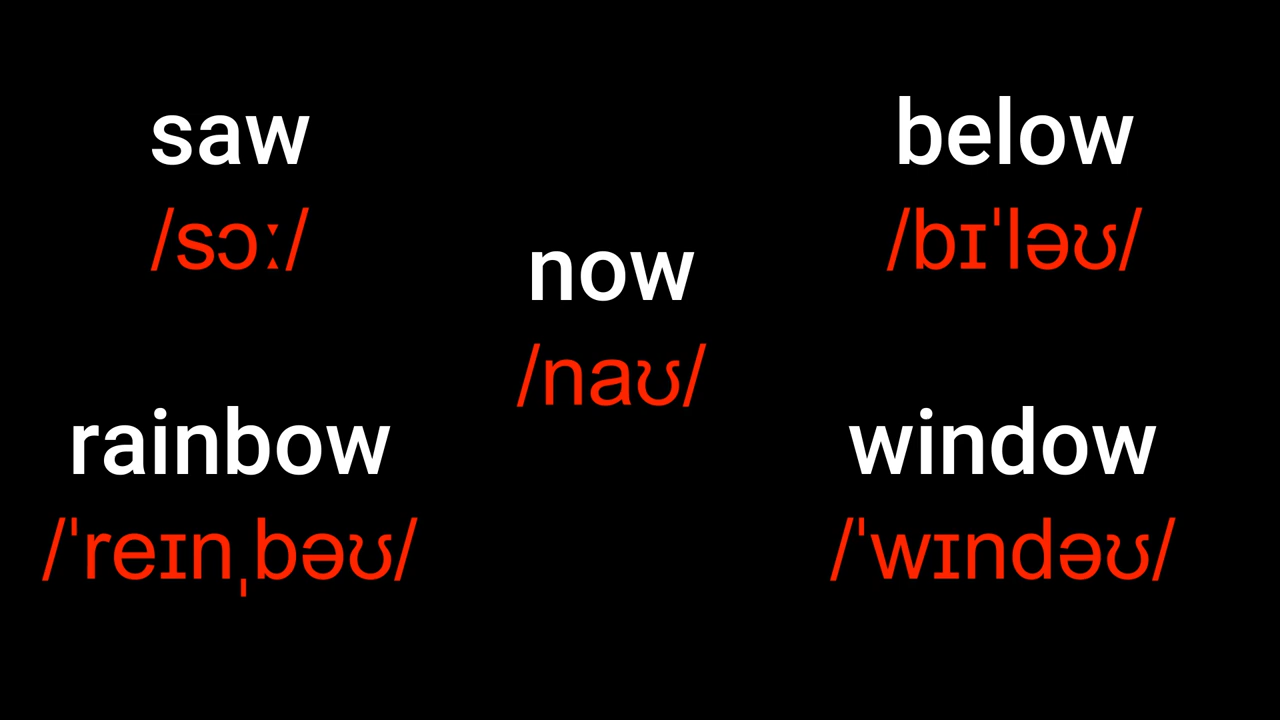 saw
/sɔː/
below
/bɪˈləʊ/
now
/naʊ/
rainbow
/ˈreɪnˌbəʊ/
window
/ˈwɪndəʊ/